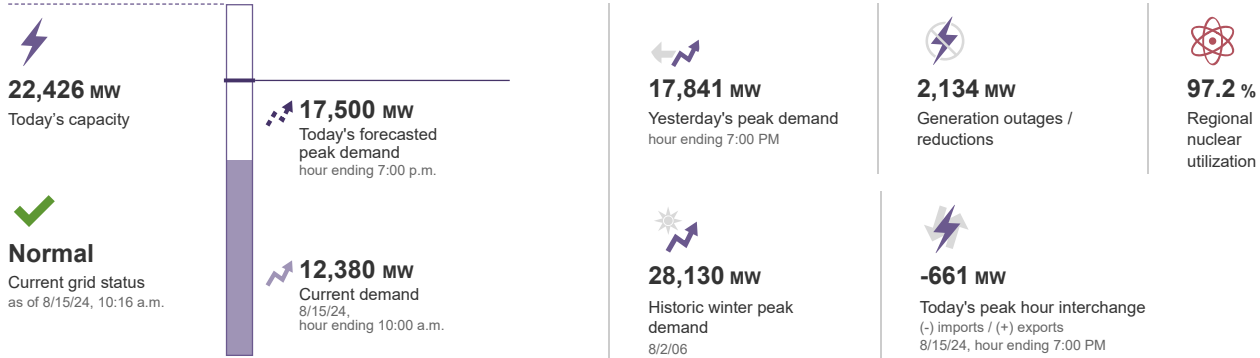 22,426 MW
Today's capacity
Normal
Current grid status
as of 8/15/24, 10:16 a.m.
17,500 MW
Today's forecasted
peak demand
hour ending 7:00 p.m.
12,380 MW
Current demand
8/15/24,
hour ending 10:00 a.m.
17,841 MW
Yesterday's peak demand
hour ending 7:00 PM
2,134 MW
Generation outages /
reductions
97.2 %
Regional
nuclear
utilization
28,130 MW
Historic winter peak
demand
8/2/06
-661 MW
Today's peak hour interchange
(-) imports / (+) exports
8/15/24, hour ending 7:00 PM